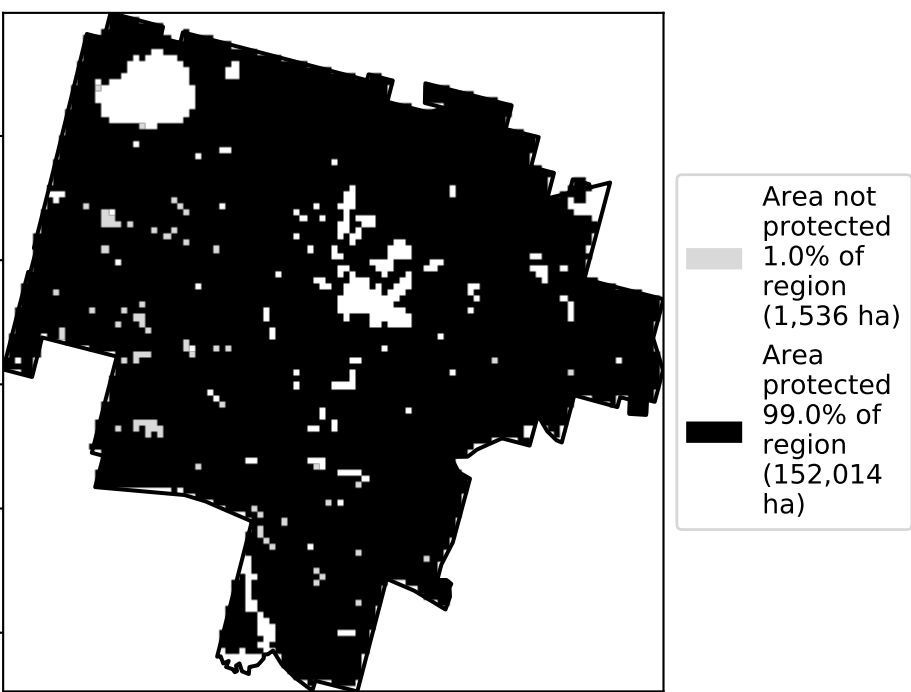 Area not
protected
1.0% of
region
(1,536 ha)
Area
protected
99.0% of
region
(152,014
ha)